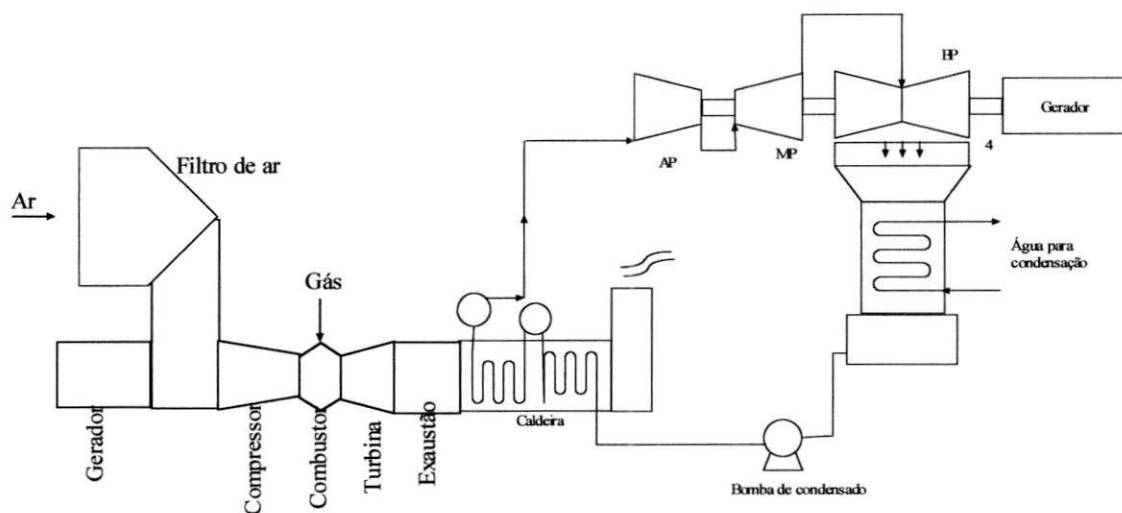 BP
Gerador
AP
MP
4
Filtro de ar
Ar
Água para
condensação
Gás
Gerador
Compressor
Combustor
Turbina
Exaustão
Caldeira
Bomba de condensado